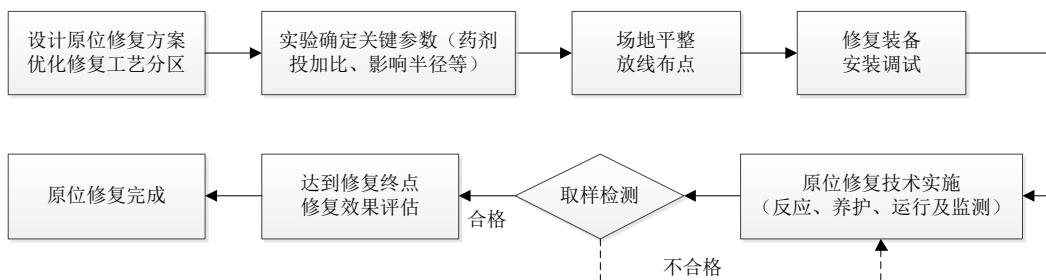 设计原位修复方案
优化修复工艺分区
实验确定关键参数（药剂
投加比、影响半径等）
场地平整
放线布点
修复装备
安装调试
原位修复完成
达到修复终点
修复效果评估
合格
取样检测
原位修复技术实施
（反应、养护、运行及监测）
不合格